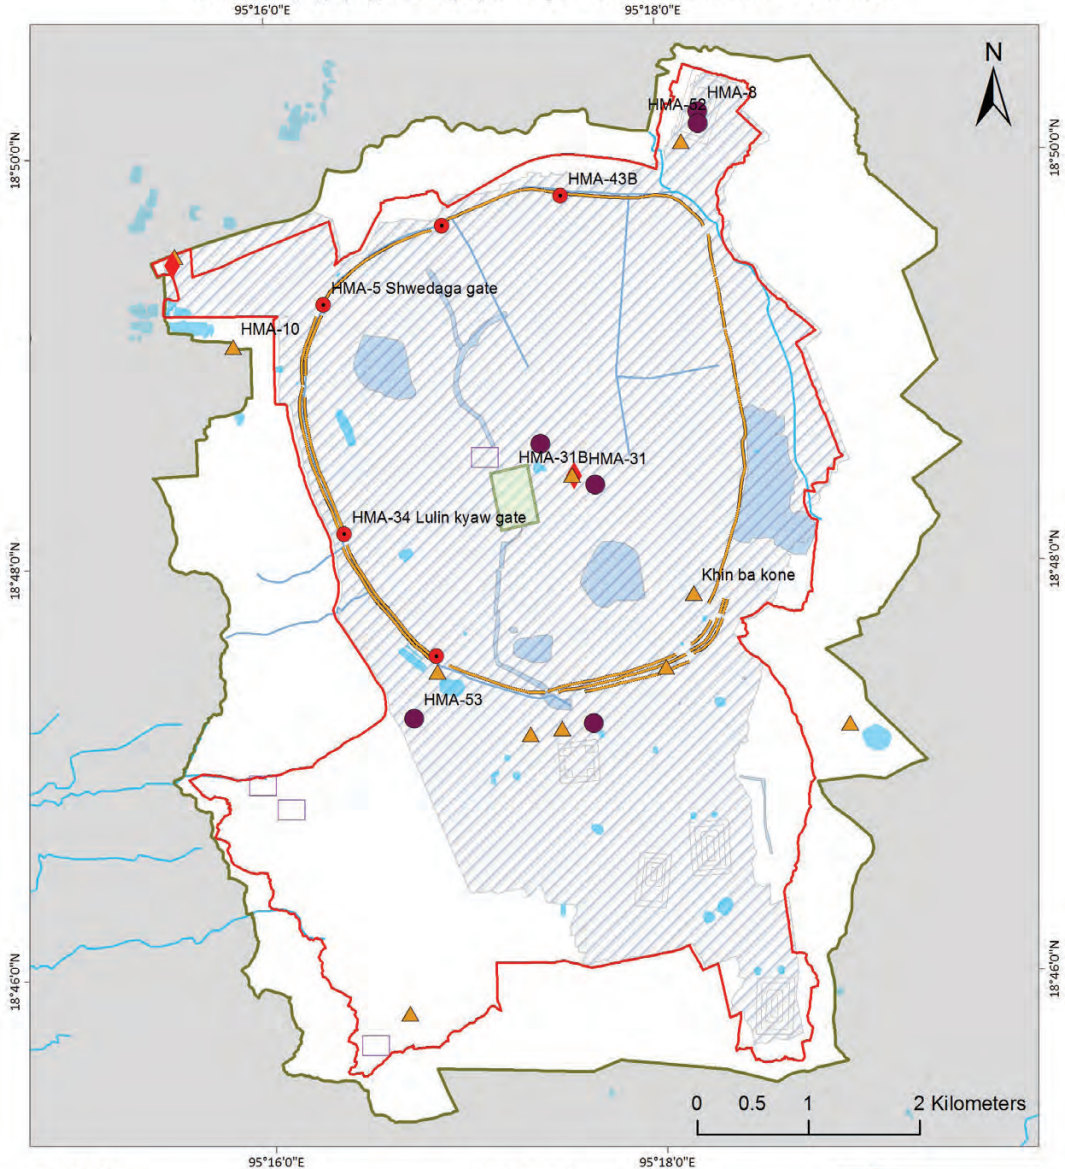 95°16'0"E
95°18'0"E
N
HMA-8
HMA-52
18°50'0"N
18°50'0"N
HMA-43B
HMA-5 Shwedaga gate
HMA-10
HMA-31B
HMA-31
HMA-34 Lulin kyaw gate
18°48'0"N
18°48'0"N
Khin ba kone
HMA-53
18°46'0"N
18°46'0"N
0 0.5 1 2 Kilometers
95°16'0"E
95°18'0"E